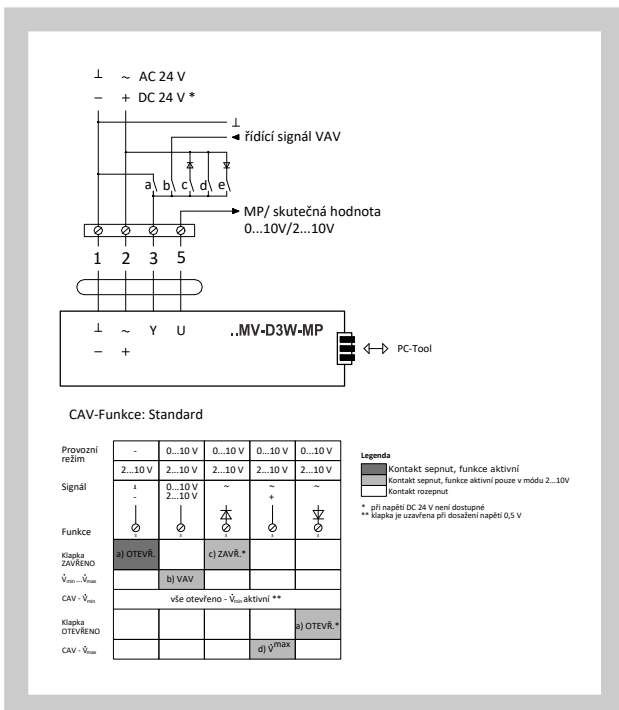 ⊥ ~ AC 24 V
– + DC 24 V *
⊥
řídící signál VAV
a b c d e
MP/ skutečná hodnota
0...10V/2...10V
1 2 3 5
⊥ ~ Y U ..MV-D3W-MP
– +
PC-Tool
CAV-Funkce: Standard
Provozní režim - 0...10 V 0...10 V 0...10 V 0...10 V
2...10 V 2...10 V 2...10 V 2...10 V 2...10 V
Signál ⊥ 0...10 V ~ ~ ~
- 2...10 V +
Funkce 3 3 3 3 3
Klapka ZAVŘENO a) OTEVŘ. c) ZAVŘ.*
V̇min ...V̇max b) VAV
CAV - V̇min vše otevřeno - V̇min aktivní **
Klapka OTEVŘENO a) OTEVŘ.*
CAV - V̇max d) V̇max
Legenda
Kontakt sepnut, funkce aktivní
Kontakt sepnut, funkce aktivní pouze v módu 2...10V
Kontakt rozepnut
* při napětí DC 24 V není dostupné
** klapka je uzavřena při dosažení napětí 0,5 V